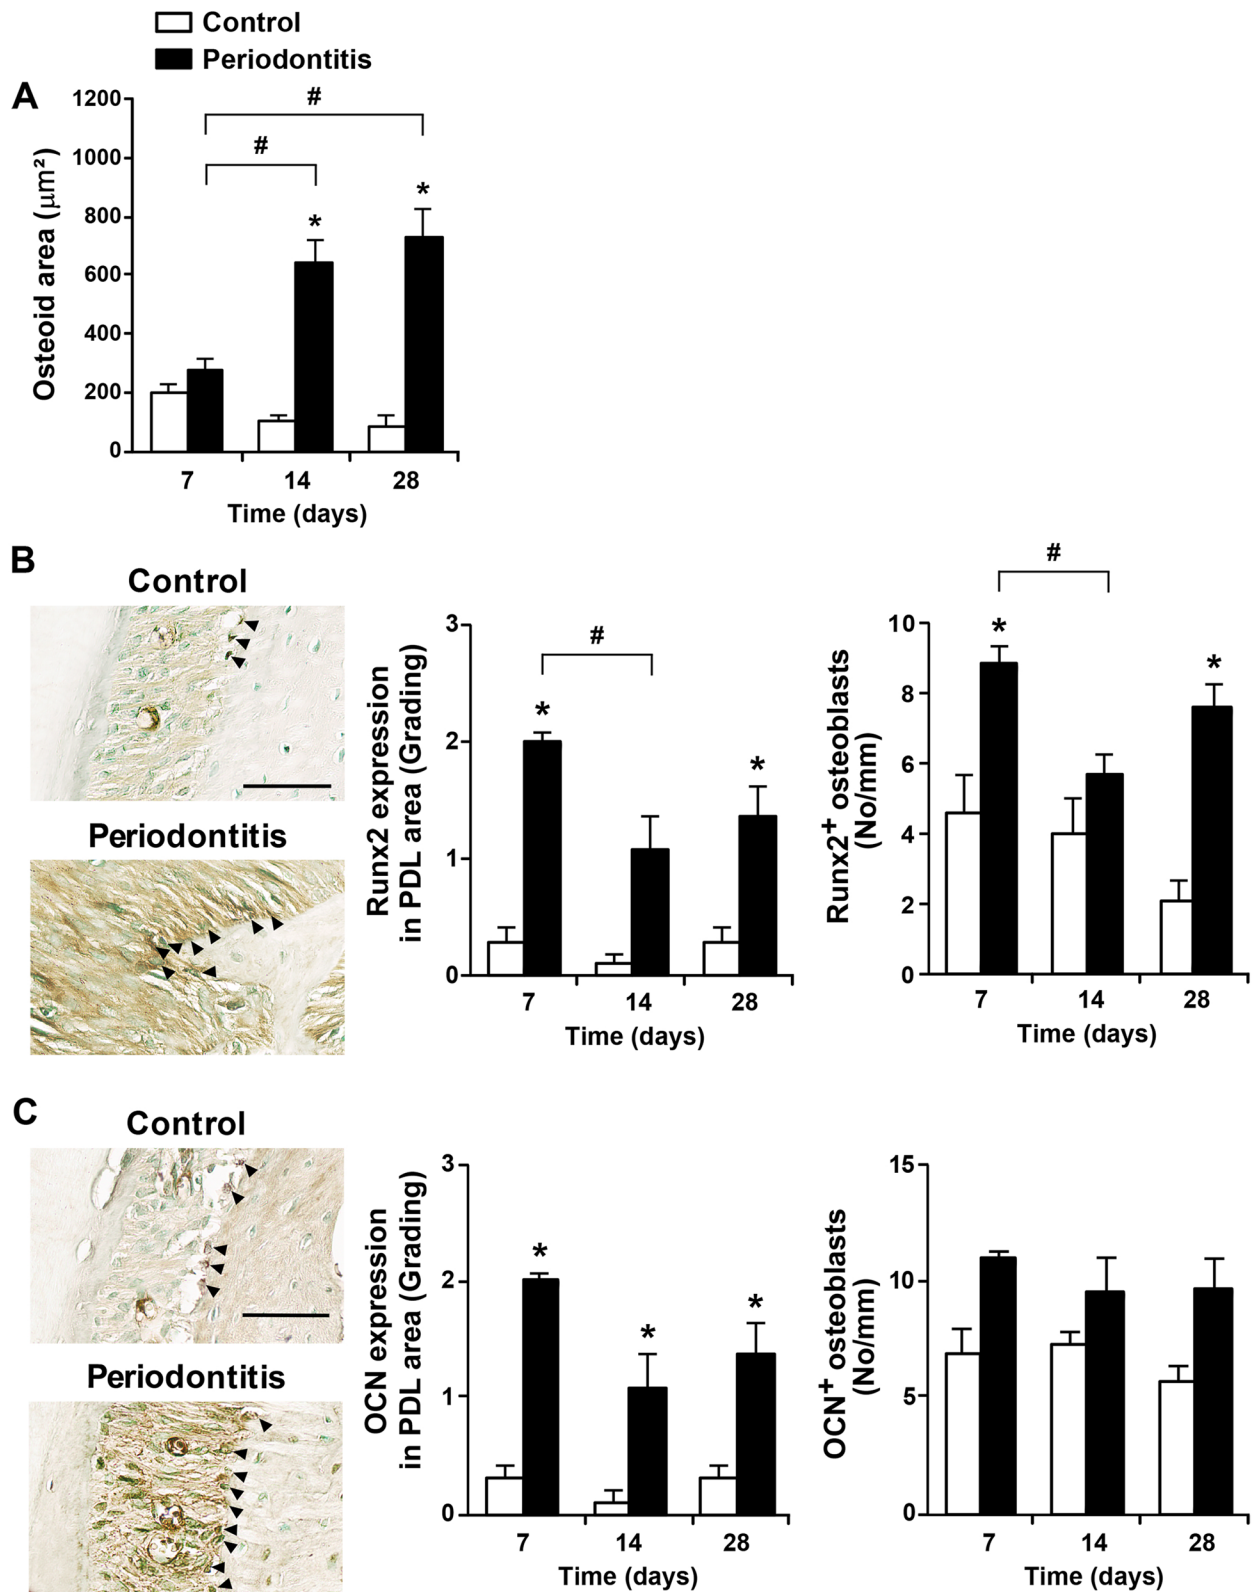 Control
Periodontitis
A
1200
1000
800
600
400
200
0
Osteoid area (μm²)
#
#
*
*
7
14
28
Time (days)
B
Control
Periodontitis
3
2
1
0
Runx2 expression
in PDL area (Grading)
#
*
*
7
14
28
Time (days)
10
8
6
4
2
0
Runx2⁺ osteoblasts
(No/mm)
#
*
*
7
14
28
Time (days)
C
Control
Periodontitis
3
2
1
0
OCN expression
in PDL area (Grading)
*
*
*
7
14
28
Time (days)
15
10
5
0
OCN⁺ osteoblasts
(No/mm)
7
14
28
Time (days)